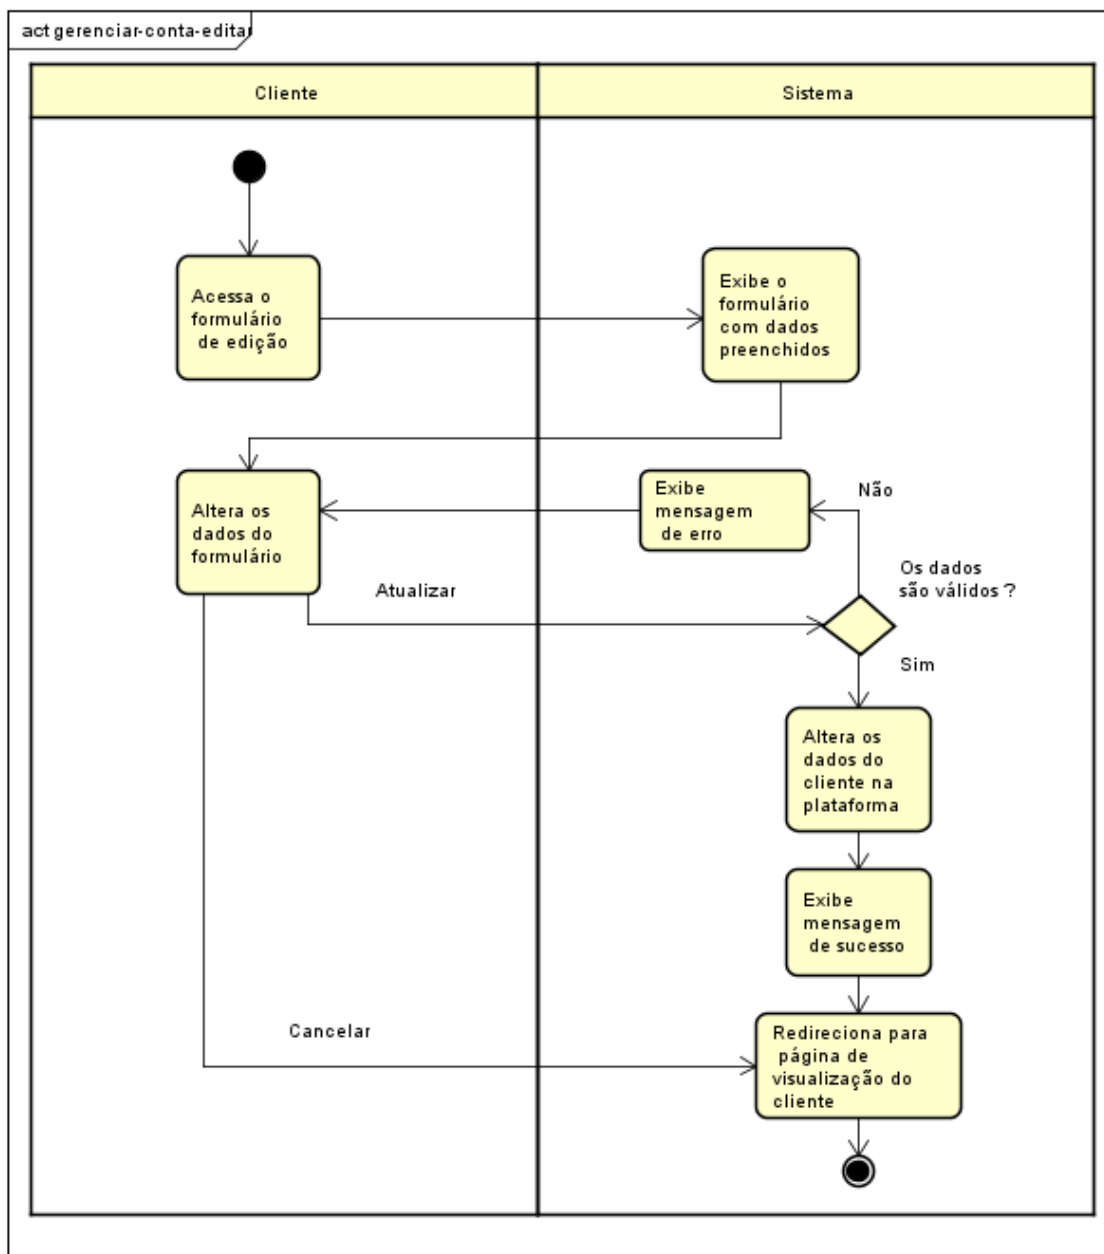 act gerenciar-conta-editar
Cliente
Sistema
Acessa o
formulário
de edição
Exibe o
formulário
com dados
preenchidos
Altera os
dados do
formulário
Exibe
mensagem
de erro
Não
Os dados
são válidos ?
Atualizar
Sim
Altera os
dados do
cliente na
plataforma
Exibe
mensagem
de sucesso
Cancelar
Redireciona para
página de
visualização do
cliente